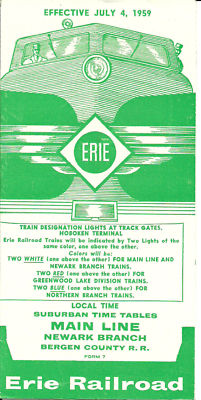 EFFECTIVE JULY 4, 1959
ERIE
TRAIN DESIGNATION LIGHTS AT TRACK GATES,
HOBOKEN TERMINAL
Erie Railroad Trains will be indicated by Two Lights of the
same color, one above the other.
Colors will be:
TWO WHITE (one above the other) FOR MAIN LINE AND
NEWARK BRANCH TRAINS.
TWO RED (one above the other) FOR
GREENWOOD LAKE DIVISION TRAINS.
TWO BLUE (one above the other) FOR
NORTHERN BRANCH TRAINS.
LOCAL TIME
SUBURBAN TIME TABLES
MAIN LINE
NEWARK BRANCH
BERGEN COUNTY R. R.
FORM 7
Erie Railroad